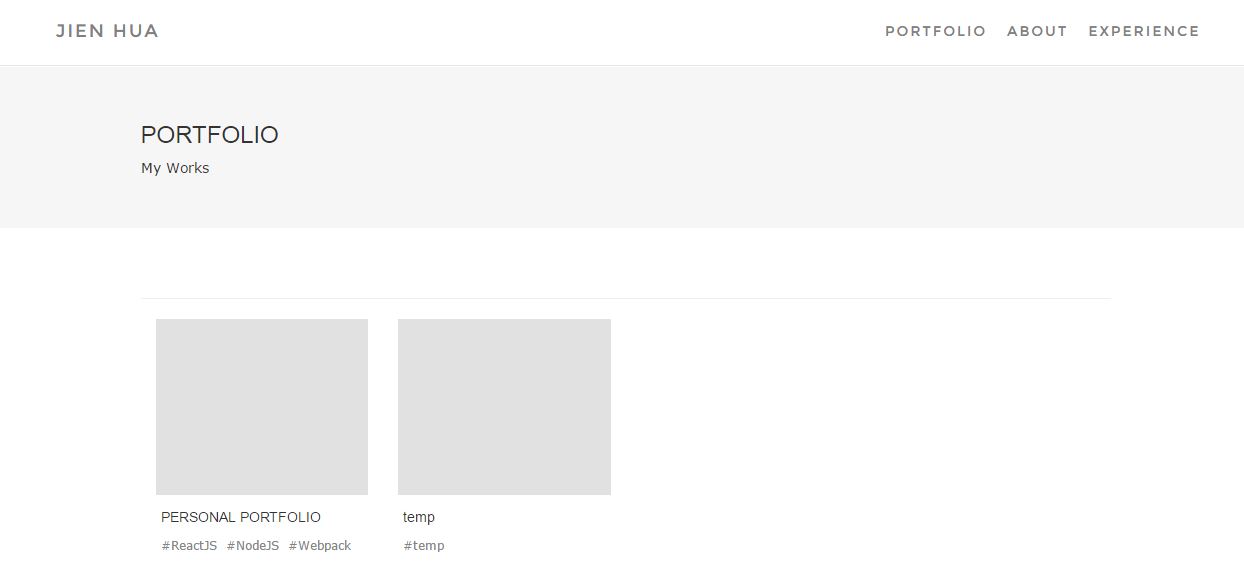 JIEN HUA PORTFOLIO ABOUT EXPERIENCE
PORTFOLIO
My Works
PERSONAL PORTFOLIO temp
#ReactJS #NodeJS #Webpack #temp